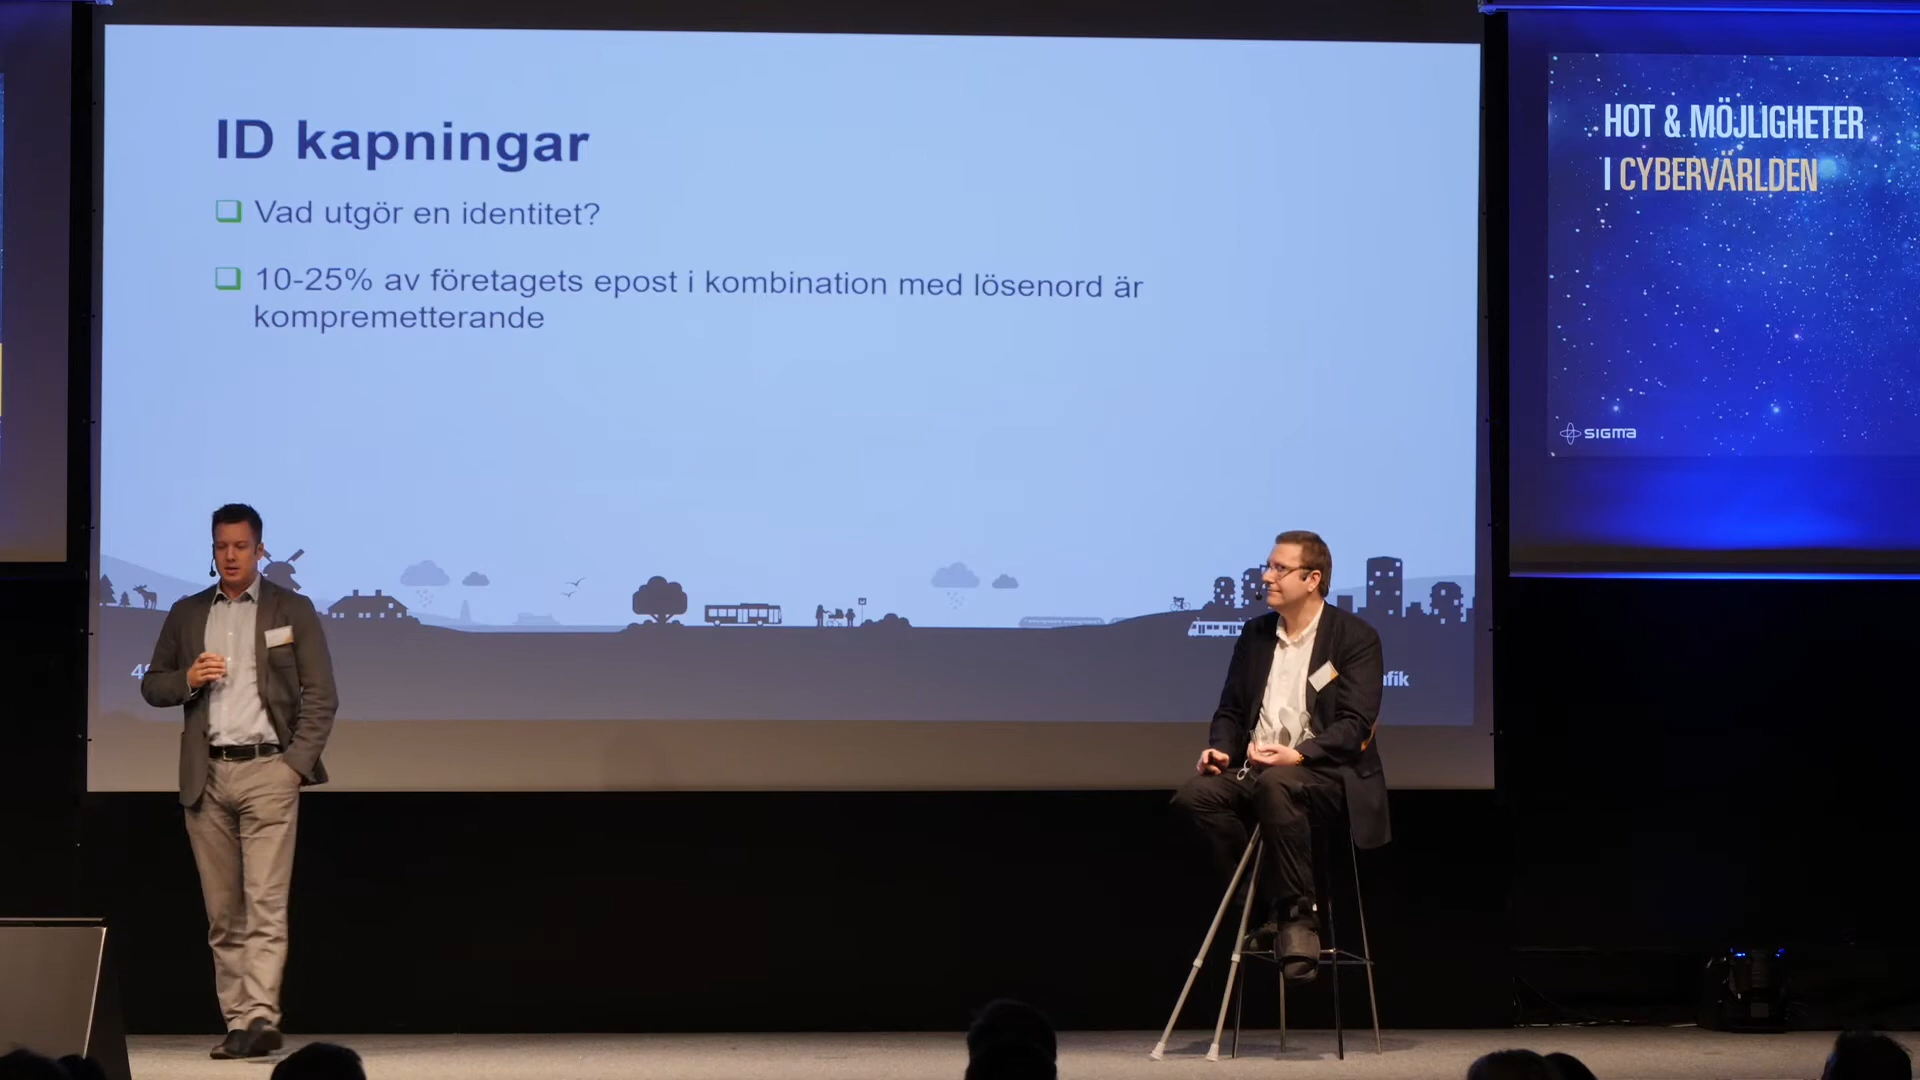 ID kapningar
Vad utgör en identitet?
10-25% av företagets epost i kombination med lösenord är
kompremetterande
HOT & MÖJLIGHETER
I CYBERVÄRLDEN
sigma